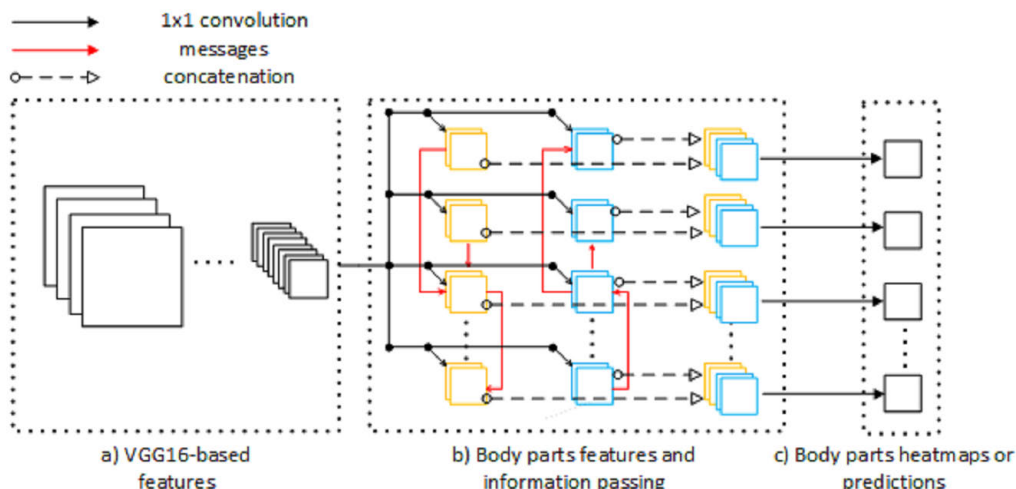 1x1 convolution
messages
concatenation
a) VGG16-based
features
b) Body parts features and
information passing
c) Body parts heatmaps or
predictions